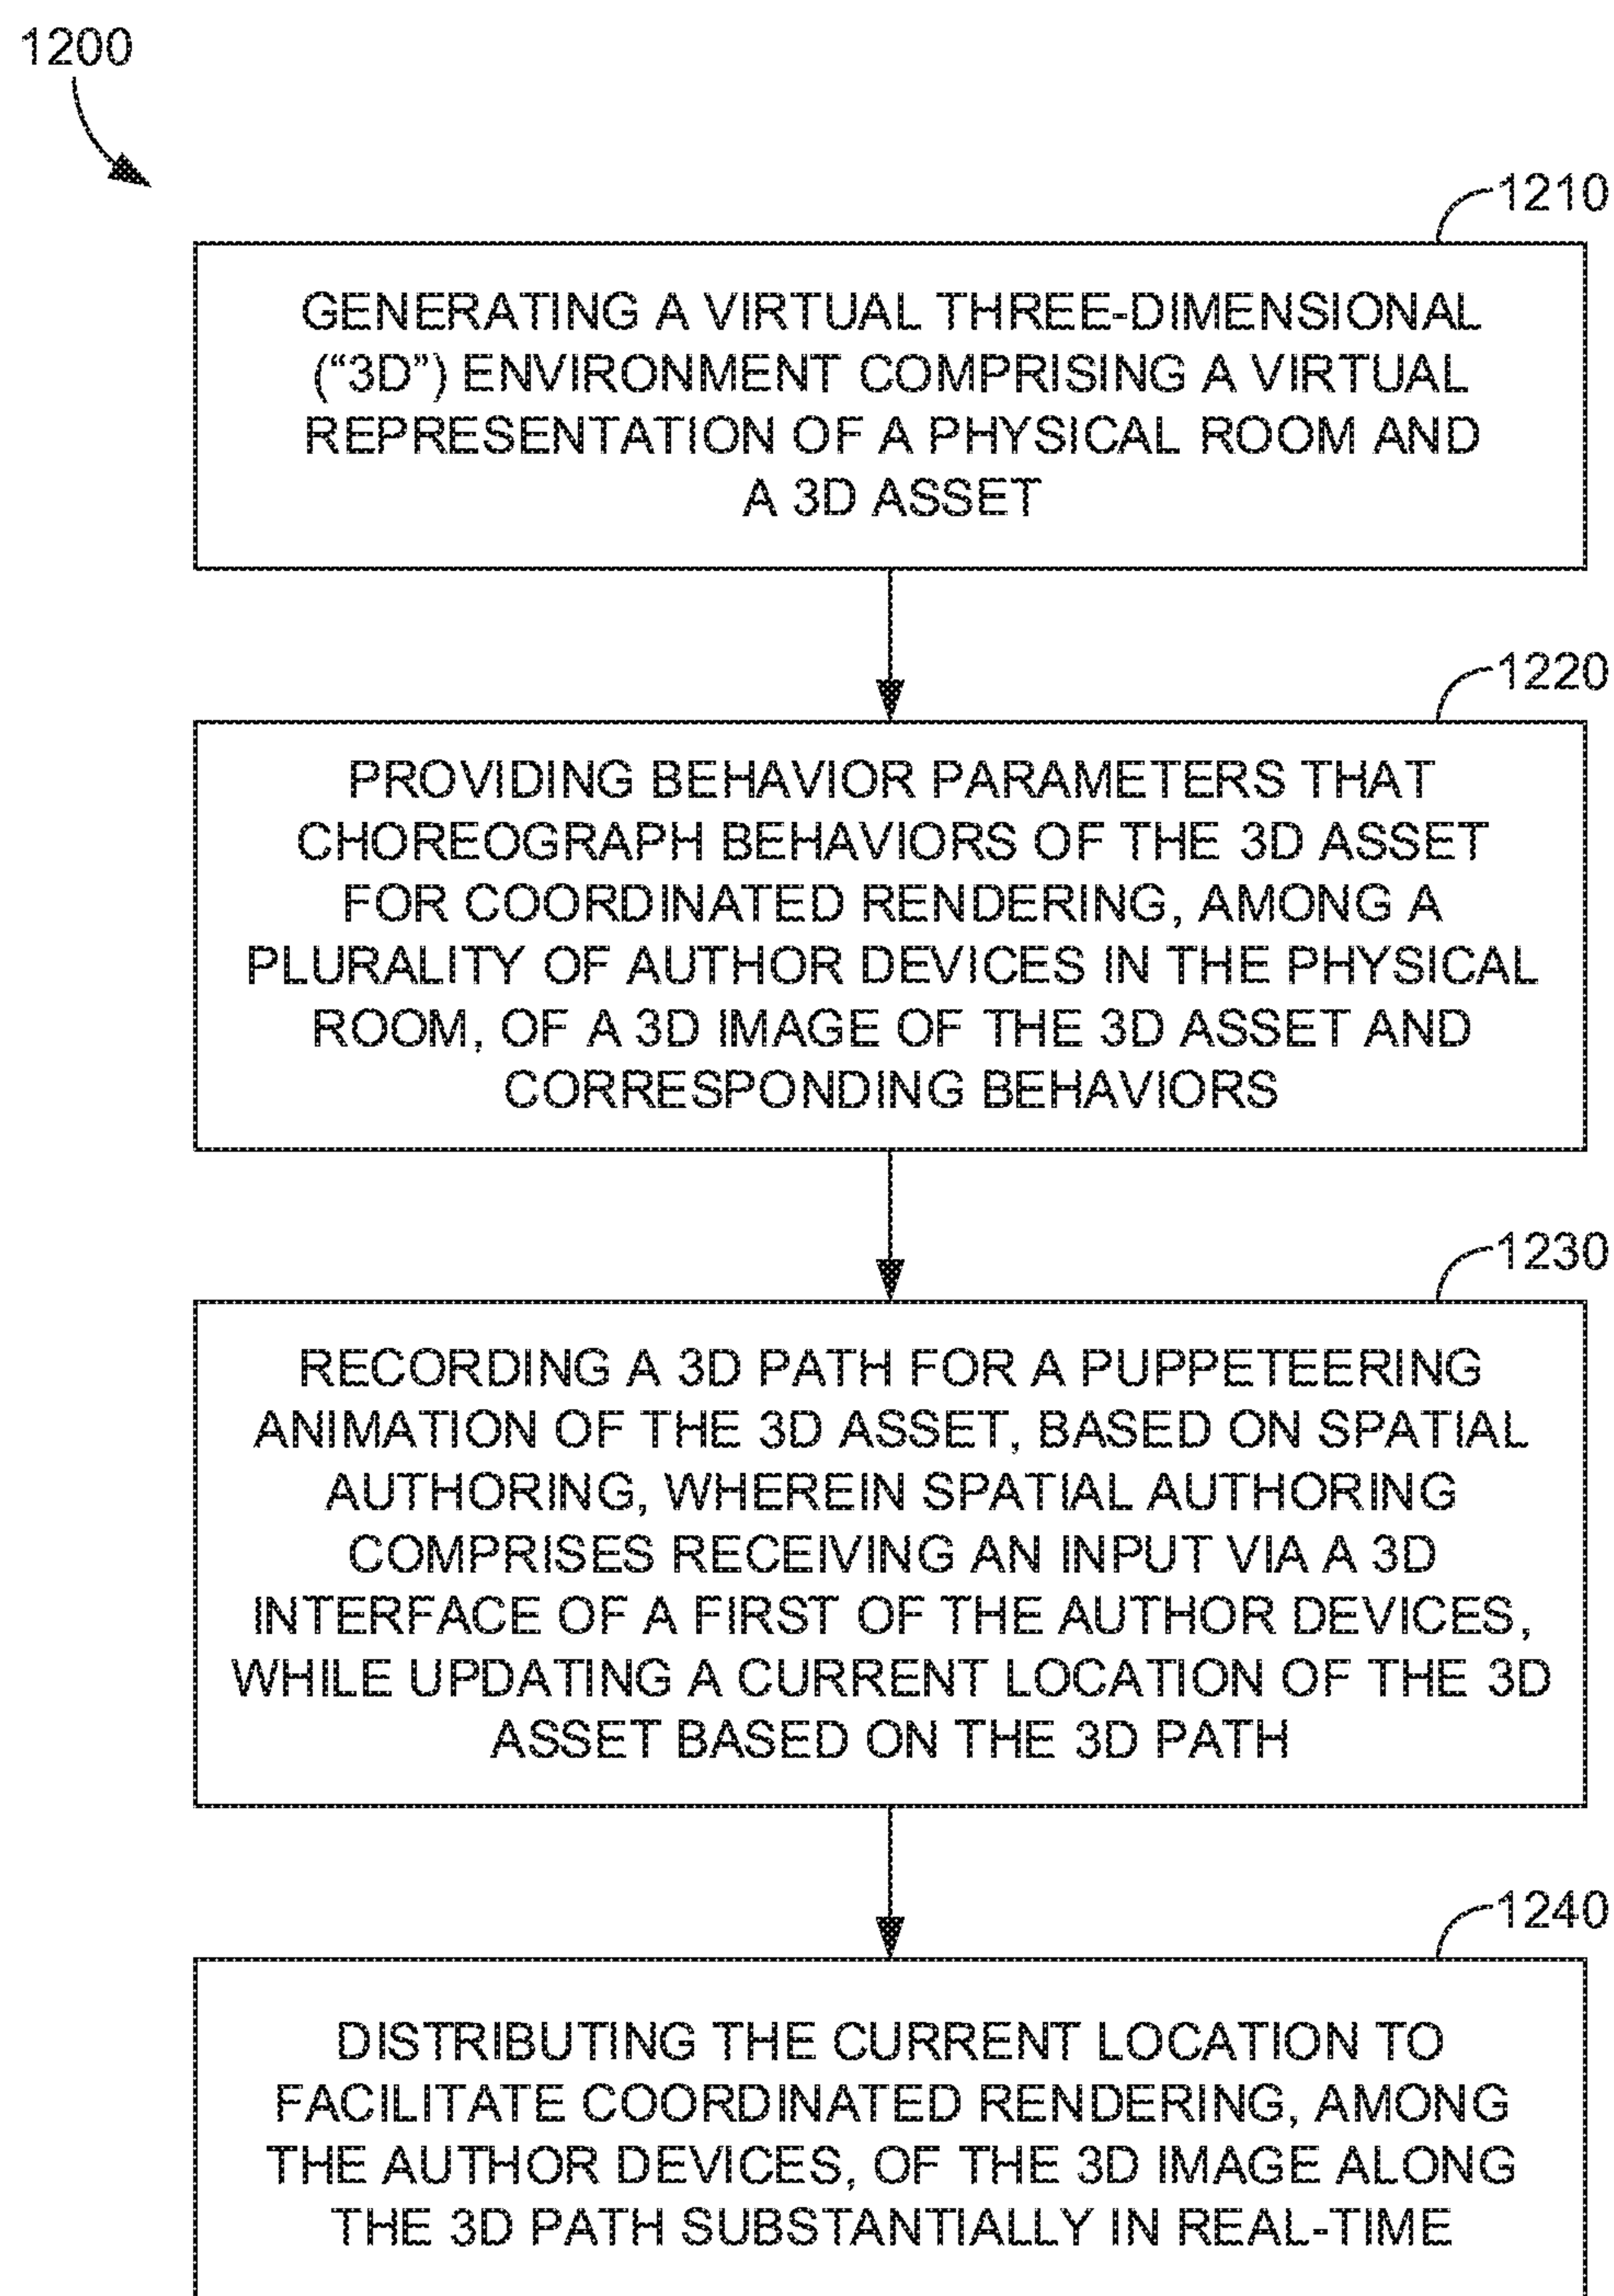 1200
1210
GENERATING A VIRTUAL THREE-DIMENSIONAL
(“3D”) ENVIRONMENT COMPRISING A VIRTUAL
REPRESENTATION OF A PHYSICAL ROOM AND
A 3D ASSET
1220
PROVIDING BEHAVIOR PARAMETERS THAT
CHOREOGRAPH BEHAVIORS OF THE 3D ASSET
FOR COORDINATED RENDERING, AMONG A
PLURALITY OF AUTHOR DEVICES IN THE PHYSICAL
ROOM, OF A 3D IMAGE OF THE 3D ASSET AND
CORRESPONDING BEHAVIORS
1230
RECORDING A 3D PATH FOR A PUPPETEERING
ANIMATION OF THE 3D ASSET, BASED ON SPATIAL
AUTHORING, WHEREIN SPATIAL AUTHORING
COMPRISES RECEIVING AN INPUT VIA A 3D
INTERFACE OF A FIRST OF THE AUTHOR DEVICES,
WHILE UPDATING A CURRENT LOCATION OF THE 3D
ASSET BASED ON THE 3D PATH
1240
DISTRIBUTING THE CURRENT LOCATION TO
FACILITATE COORDINATED RENDERING, AMONG
THE AUTHOR DEVICES, OF THE 3D IMAGE ALONG
THE 3D PATH SUBSTANTIALLY IN REAL-TIME